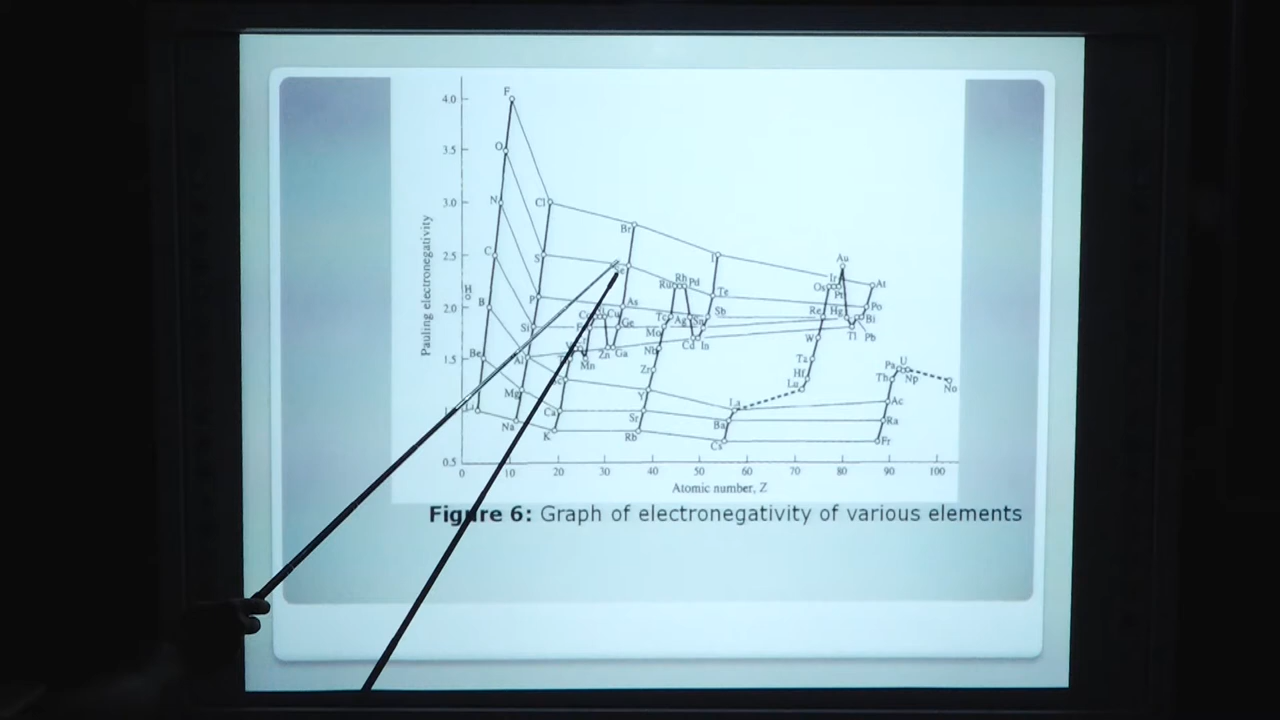 4.0
F
3.5
O
3.0
N
Cl
Br
2.5
C
S
Se
I
Au
Pauling electronegativity
H
Rh
Ru
Pd
Te
Ir
Os
Pt
At
2.0
B
P
As
Po
Si
Cu
Ge
Tc
Ag
Sn
Sb
Re
Hg
Bi
Mo
W
Tl
Pb
1.5
Be
Al
Zn
Ga
Mn
Nb
Cd
In
Zr
Ta
Hf
Lu
Pa
U
Th
Np
No
Mg
Y
La
Ac
Li
Na
Ca
K
Sr
Rb
Ba
Cs
Ra
Fr
0.5
0 10 20 30 40 50 60 70 80 90 100
Atomic number, Z
Figure 6: Graph of electronegativity of various elements